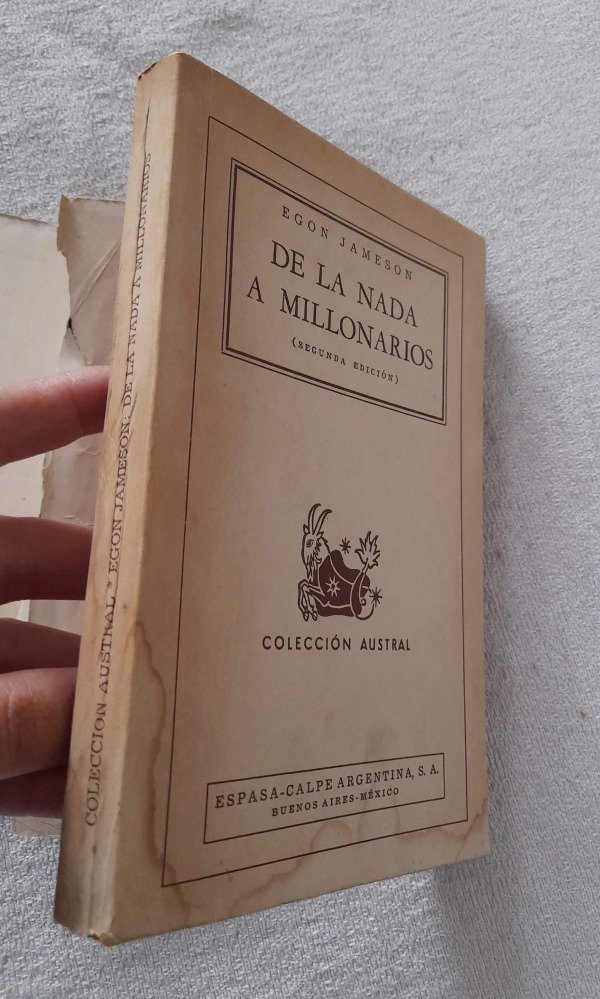 EGON JAMESON
DE LA NADA
A MILLONARIOS
(SEGUNDA EDICIÓN)
COLECCIÓN AUSTRAL
ESPASA-CALPE ARGENTINA, S. A.
BUENOS AIRES-MÉXICO
COLECCIÓN AUSTRAL * EGON JAMESON: DE LA NADA A MILLONARIOS